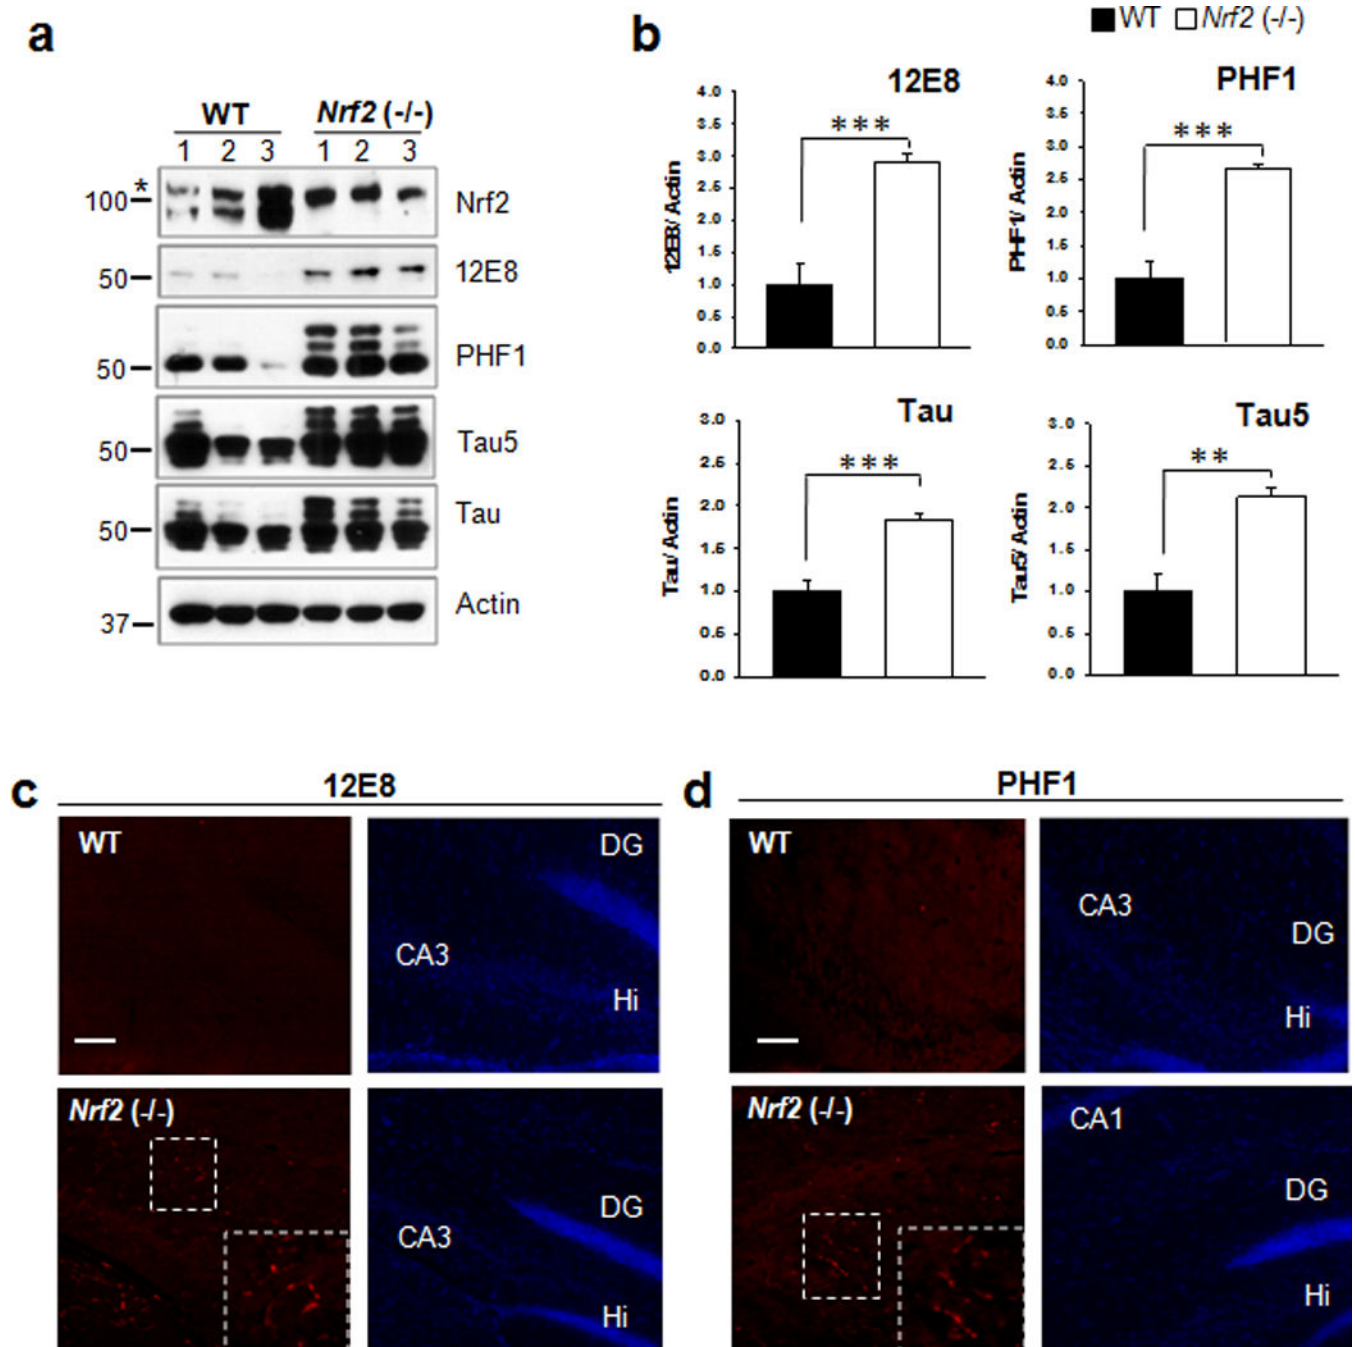 a
WT Nrf2 (-/-)
1 2 3 1 2 3
100 * Nrf2
50 12E8
50 PHF1
50 Tau5
50 Tau
37 Actin
b
WT Nrf2 (-/-)
12E8
***
4.0
3.5
3.0
2.5
2.0
1.5
1.0
0.5
0.0
12E8/ Actin
PHF1
***
4.0
3.5
3.0
2.5
2.0
1.5
1.0
0.5
0.0
PHF1/ Actin
Tau
***
3.0
2.5
2.0
1.5
1.0
0.5
0.0
Tau/ Actin
Tau5
**
3.0
2.5
2.0
1.5
1.0
0.5
0.0
Tau5/ Actin
c
12E8
WT
DG
CA3
Hi
Nrf2 (-/-)
DG
CA3
Hi
d
PHF1
WT
CA3
DG
Hi
Nrf2 (-/-)
CA1
DG
Hi